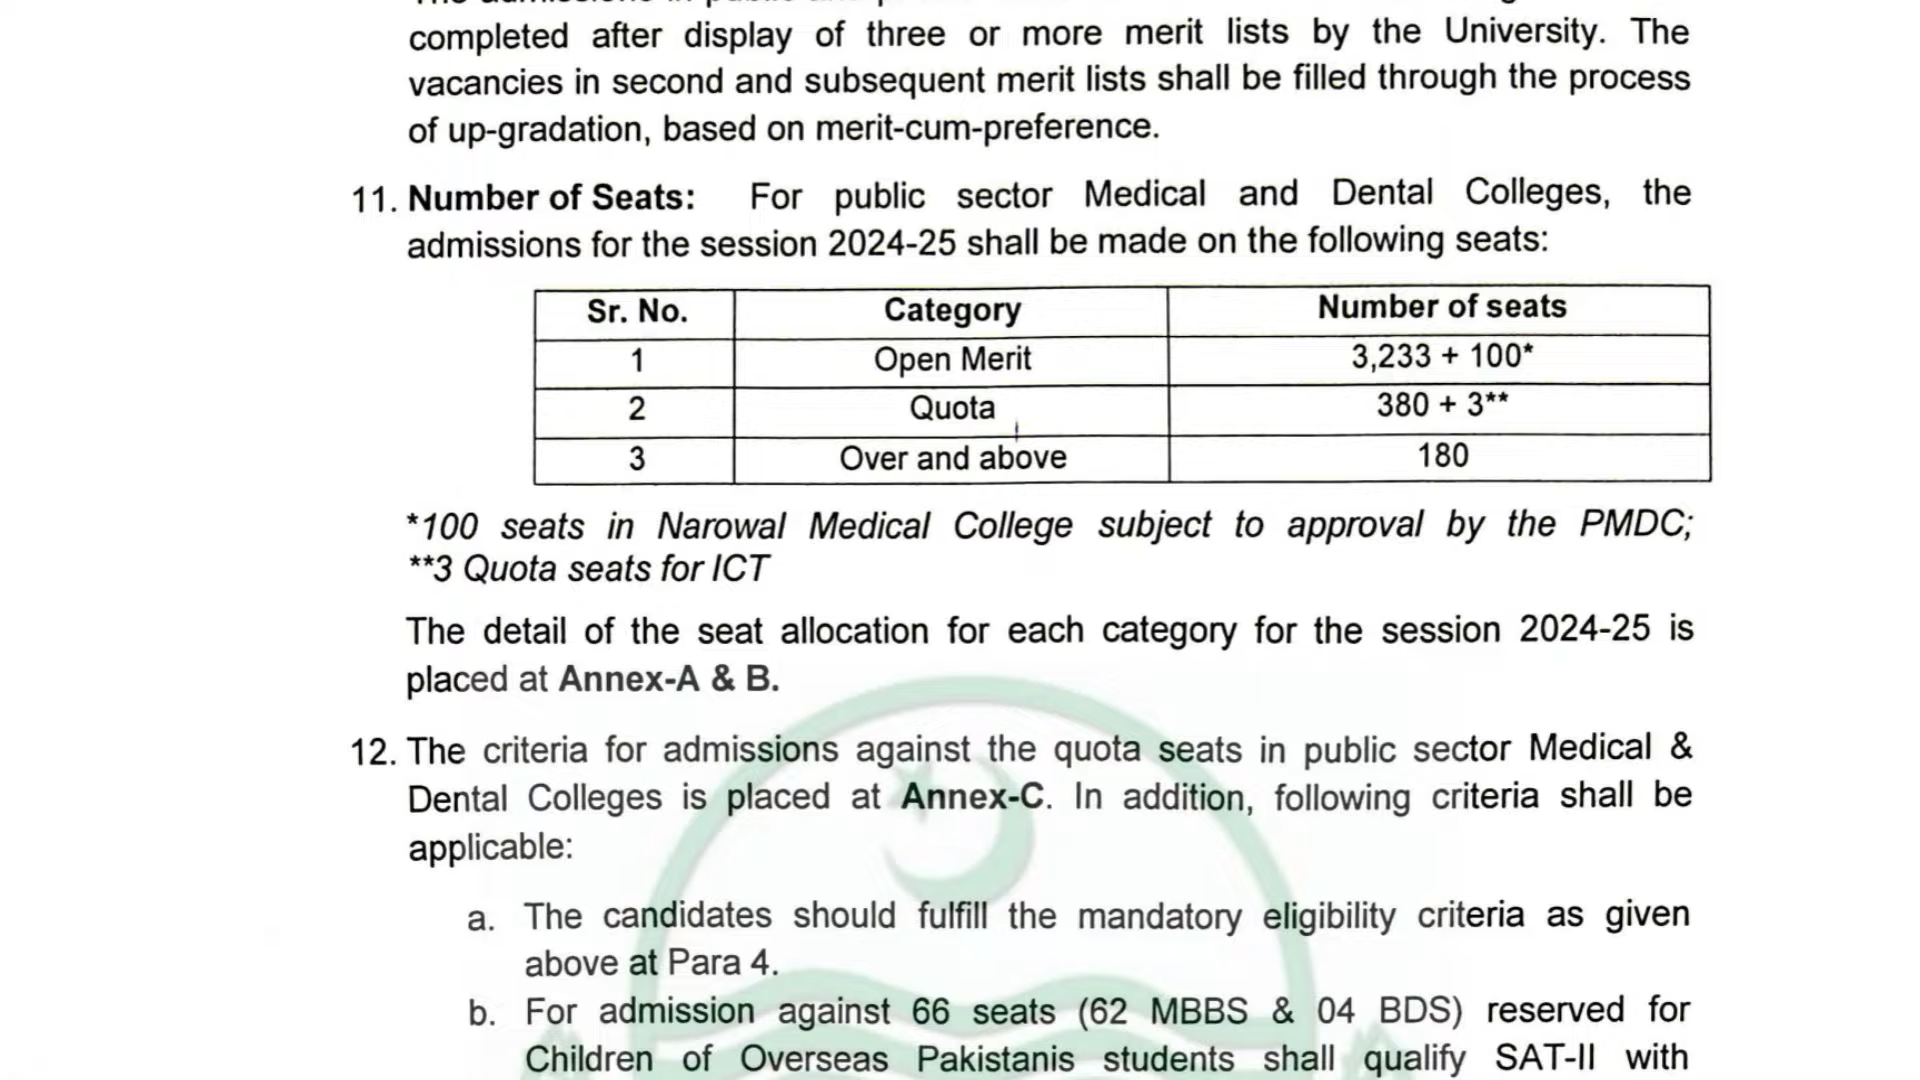 completed after display of three or more merit lists by the University. The
vacancies in second and subsequent merit lists shall be filled through the process
of up-gradation, based on merit-cum-preference.
11. Number of Seats: For public sector Medical and Dental Colleges, the
admissions for the session 2024-25 shall be made on the following seats:
Sr. No. Category Number of seats
1 Open Merit 3,233 + 100*
2 Quota 380 + 3**
3 Over and above 180
*100 seats in Narowal Medical College subject to approval by the PMDC;
**3 Quota seats for ICT
The detail of the seat allocation for each category for the session 2024-25 is
placed at Annex-A & B.
12. The criteria for admissions against the quota seats in public sector Medical &
Dental Colleges is placed at Annex-C. In addition, following criteria shall be
applicable:
a. The candidates should fulfill the mandatory eligibility criteria as given
above at Para 4.
b. For admission against 66 seats (62 MBBS & 04 BDS) reserved for
Children of Overseas Pakistanis students shall qualify SAT-II with